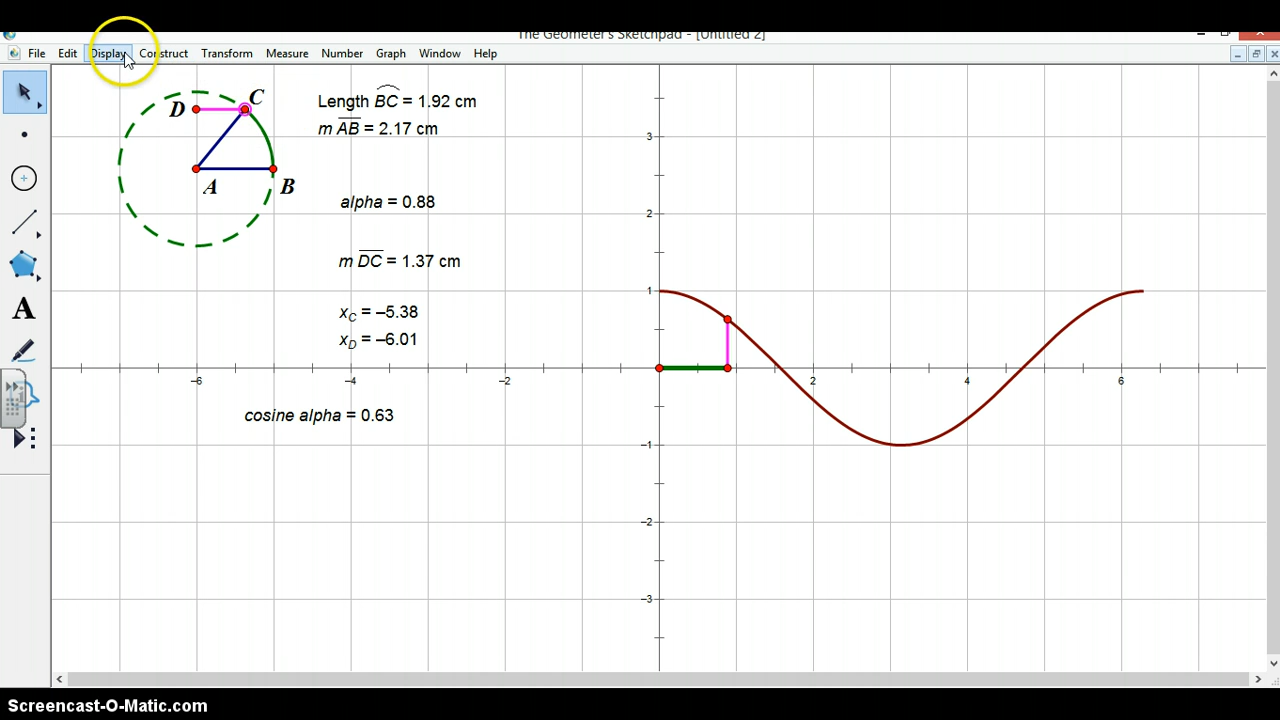 The Geometer's Sketchpad - [Untitled 2]
File Edit Display Construct Transform Measure Number Graph Window Help
D C
A B
Length BC = 1.92 cm
m AB = 2.17 cm
alpha = 0.88
m DC = 1.37 cm
x_C = –5.38
x_D = –6.01
cosine alpha = 0.63
A
3
2
1
–6 –4 –2 2 4 6
–1
–2
–3
Screencast-O-Matic.com